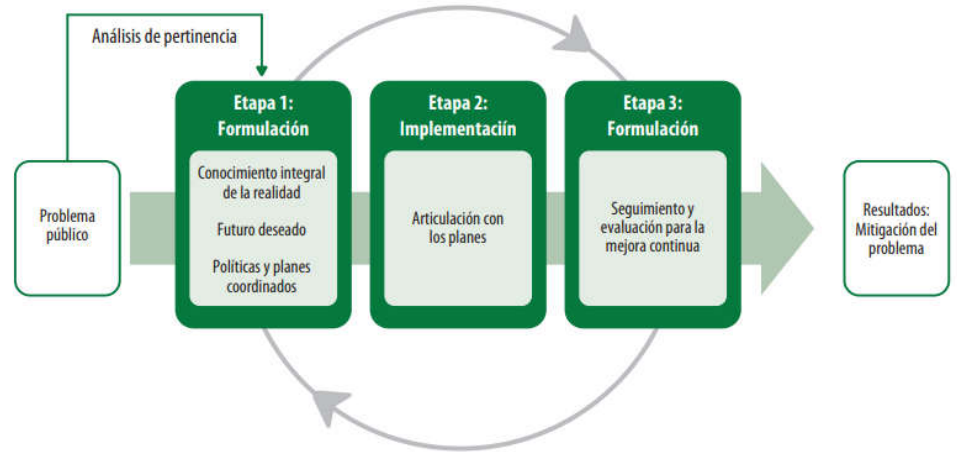 Análisis de pertinencia
Problema
público
Etapa 1:
Formulación
Conocimiento integral
de la realidad
Futuro deseado
Políticas y planes
coordinados
Etapa 2:
Implementaciín
Articulación con
los planes
Etapa 3:
Formulación
Seguimiento y
evaluación para la
mejora continua
Resultados:
Mitigación del
problema